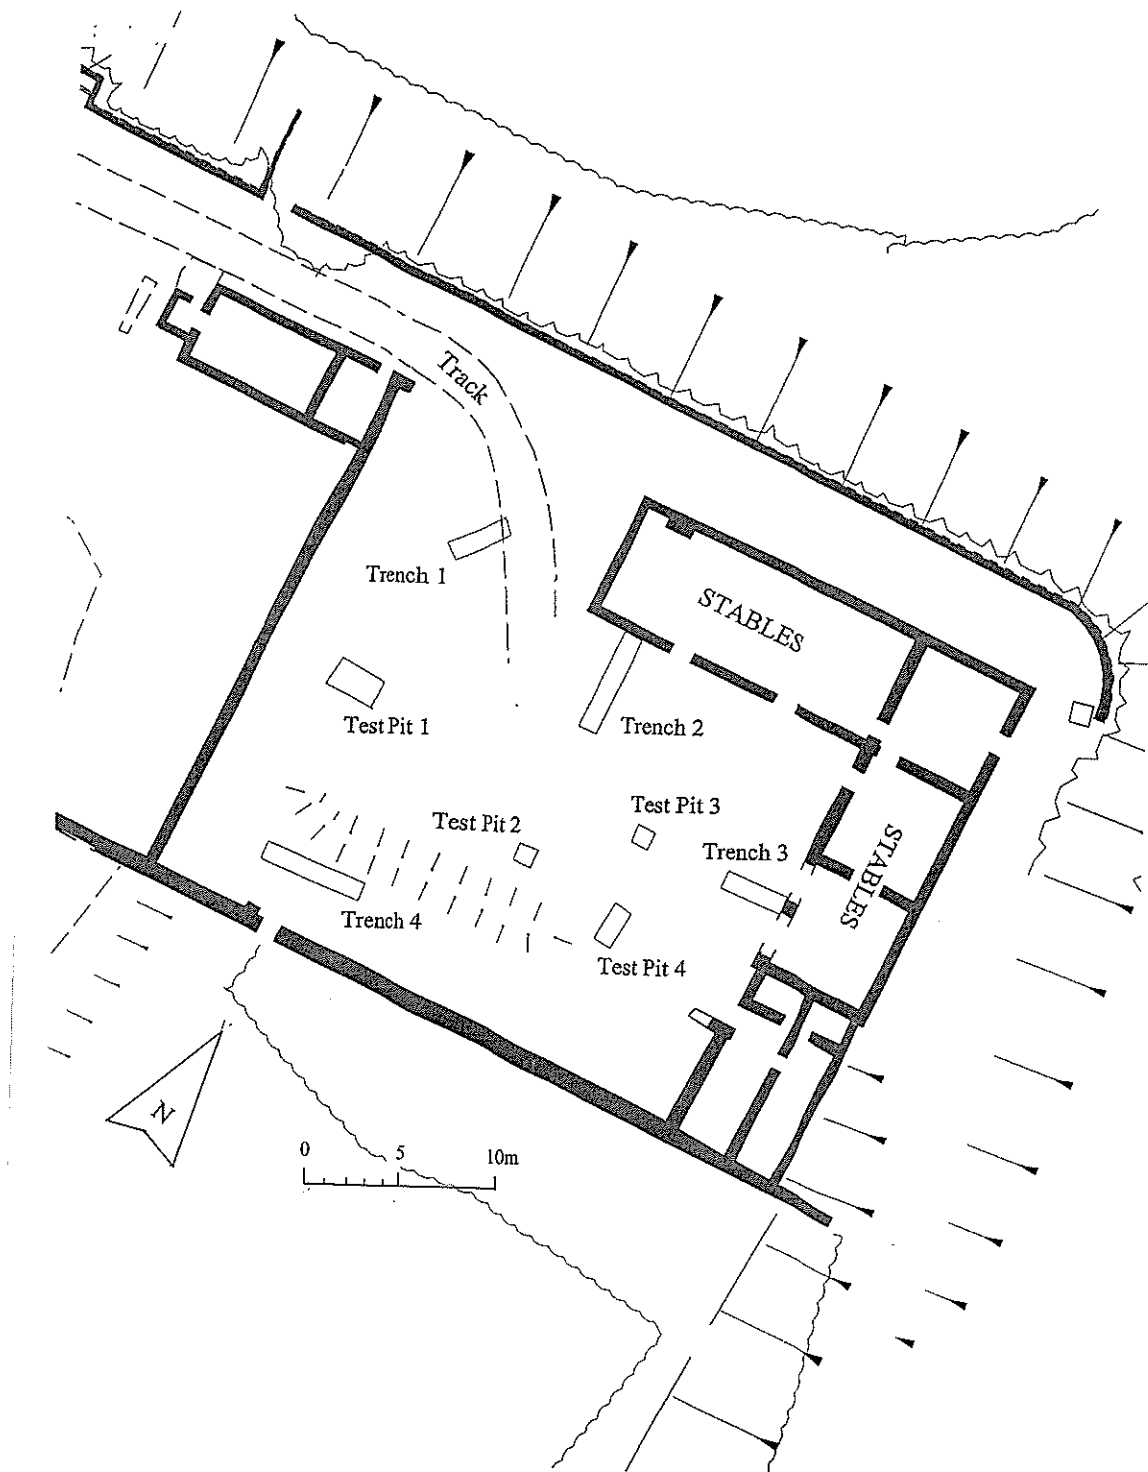 Track
Trench 1
STABLES
Test Pit 1
Trench 2
Test Pit 2
Test Pit 3
Trench 3
STABLES
Trench 4
Test Pit 4
N
0 5 10m